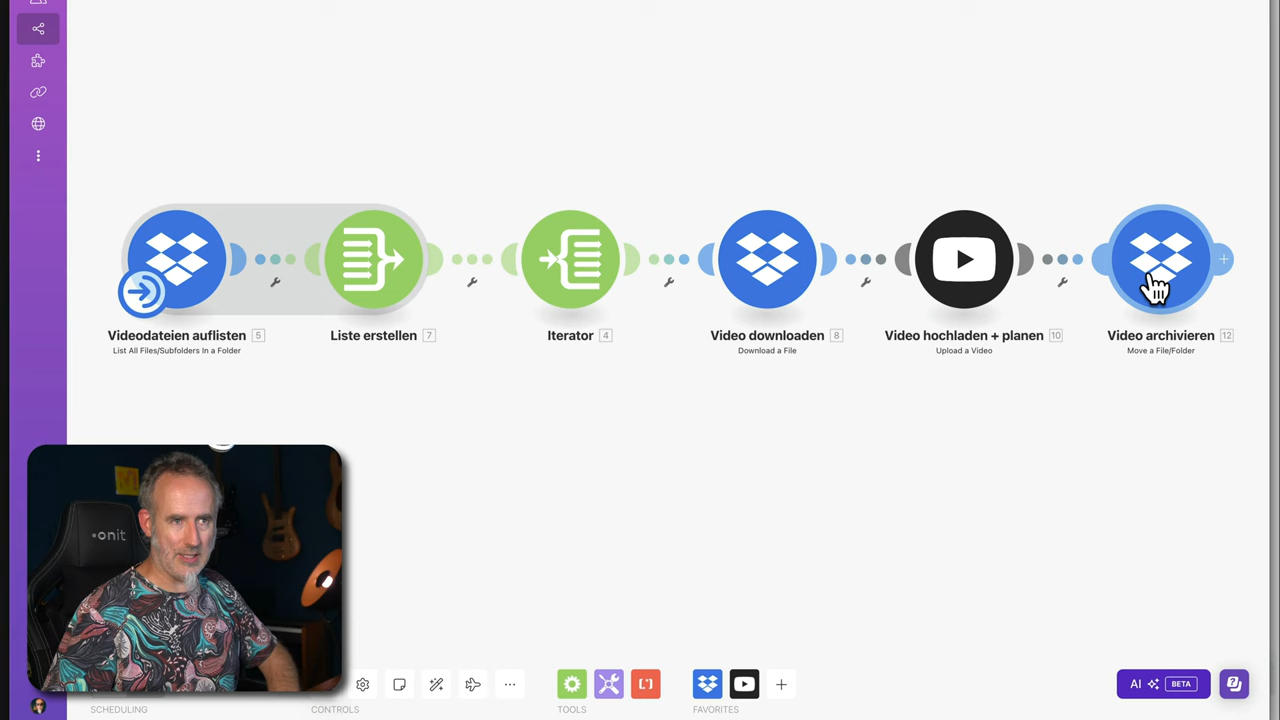 Videodateien auflisten 5
List All Files/Subfolders In a Folder
Liste erstellen 7
Iterator 4
Video downloaden 8
Download a File
Video hochladen + planen 10
Upload a Video
Video archivieren 12
Move a File/Folder
onit
AI BETA
SCHEDULING
CONTROLS
TOOLS
FAVORITES